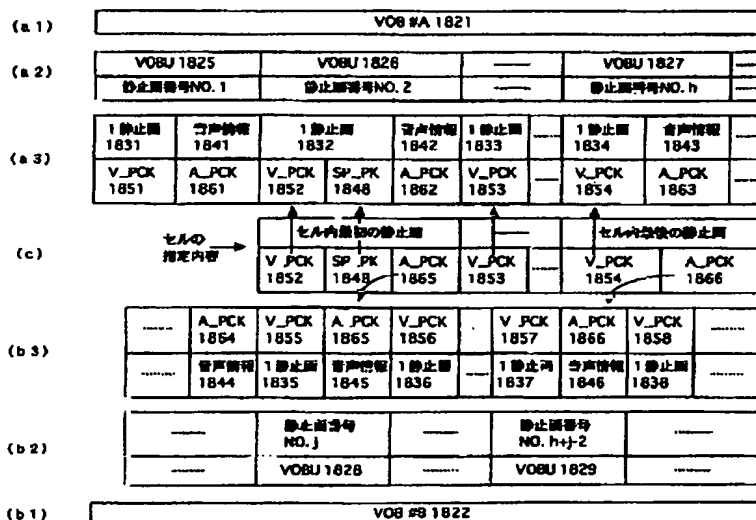 (a1) VOB #A 1821
(a2) VOBU 1825 VOBU 1826 VOBU 1827
静止画番号NO. 1 静止画番号NO. 2 静止画番号NO. h
(a3) 1静止画 1831 音声情報 1841 1静止画 1832 音声情報 1842 1静止画 1833 1静止画 1834 音声情報 1843
V_PCK 1851 A_PCK 1861 V_PCK 1852 SP_PK 1848 A_PCK 1862 V_PCK 1853 V_PCK 1854 A_PCK 1863
(c) セルの指定内容 セル内最初の静止画 セル内最後の静止画
V_PCK 1852 SP_PK 1848 A_PCK 1865 V_PCK 1853 V_PCK 1854 A_PCK 1866
(b3) A_PCK 1864 V_PCK 1855 A_PCK 1865 V_PCK 1856 V_PCK 1857 A_PCK 1866 V_PCK 1858
音声情報 1844 1静止画 1835 音声情報 1845 1静止画 1836 1静止画 1837 音声情報 1846 1静止画 1838
(b2) 静止画番号 NO. j 静止画番号 NO. h+j-2
VOBU 1828 VOBU 1829
(b1) VOB #B 1822